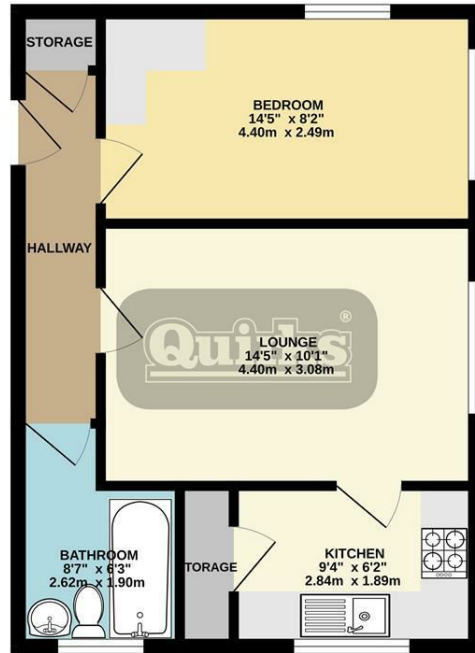 STORAGE
BEDROOM
14'5" x 8'2"
4.40m x 2.49m
HALLWAY
Quirks ®
LOUNGE
14'5" x 10'1"
4.40m x 3.08m
BATHROOM
8'7" x 6'3"
2.62m x 1.90m
TORAGE
KITCHEN
9'4" x 6'2"
2.84m x 1.89m